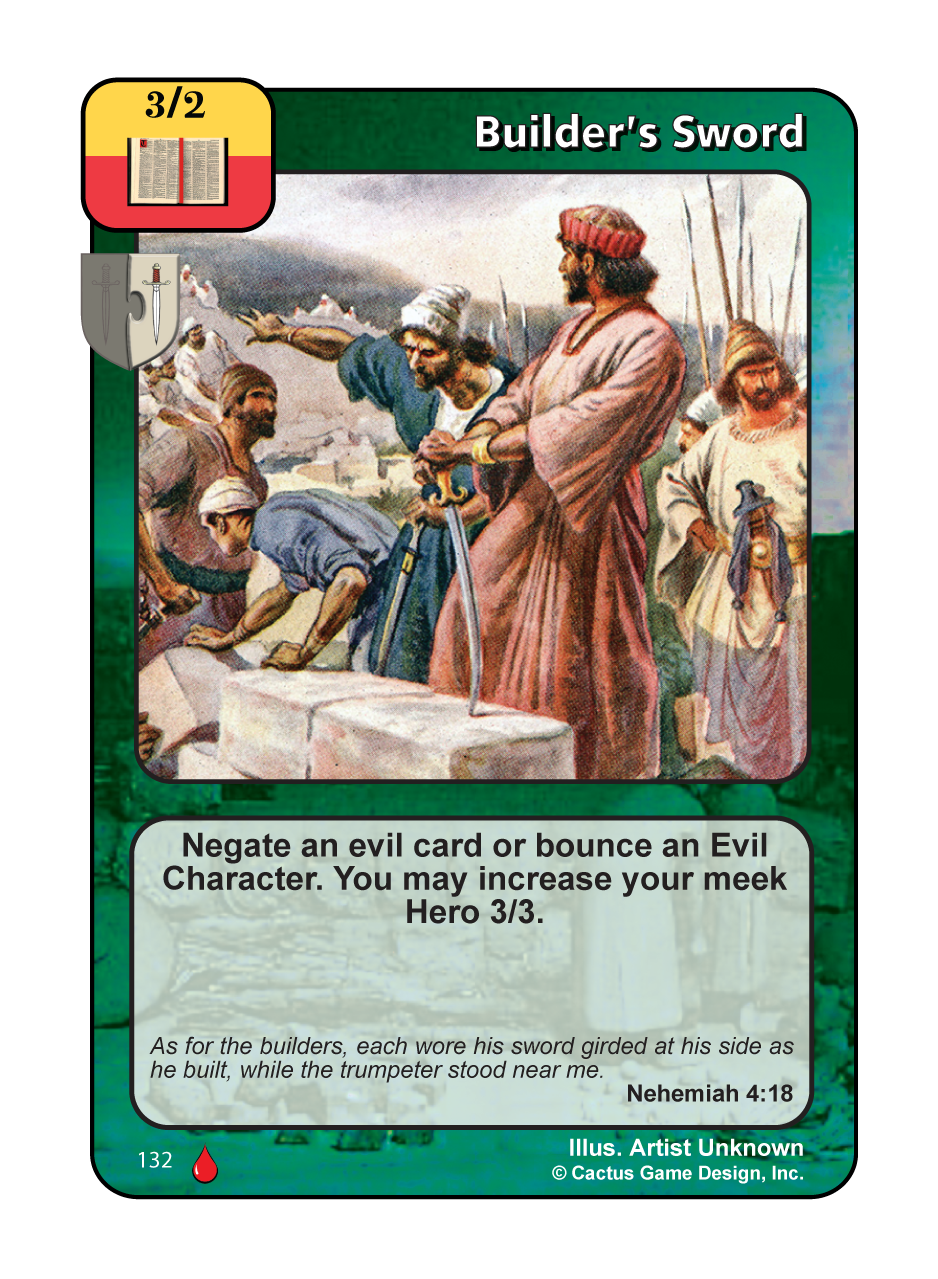 3/2
Builder's Sword
Negate an evil card or bounce an Evil
Character. You may increase your meek
Hero 3/3.
As for the builders, each wore his sword girded at his side as
he built, while the trumpeter stood near me.
Nehemiah 4:18
132
Illus. Artist Unknown
© Cactus Game Design, Inc.